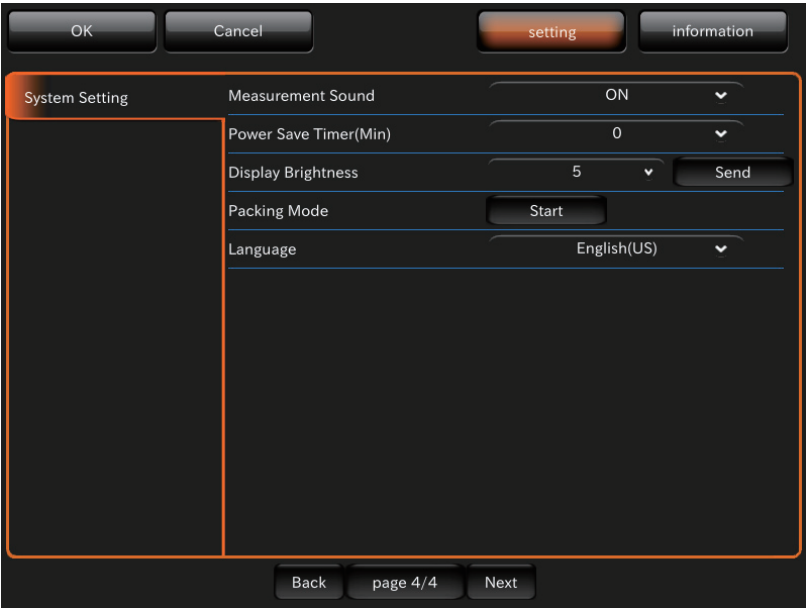 OK Cancel setting information
System Setting
Measurement Sound ON
Power Save Timer(Min) 0
Display Brightness 5 Send
Packing Mode Start
Language English(US)
Back page 4/4 Next